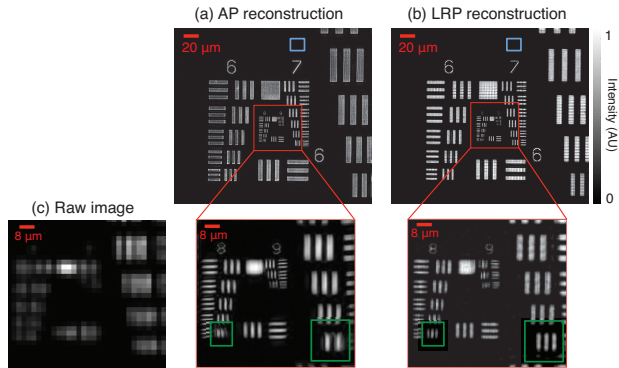 (a) AP reconstruction
(b) LRP reconstruction
20 μm
6
7
6
20 μm
6
7
6
1
Intensity (AU)
0
(c) Raw image
8 μm
8 μm
8
9
8 μm
8
9